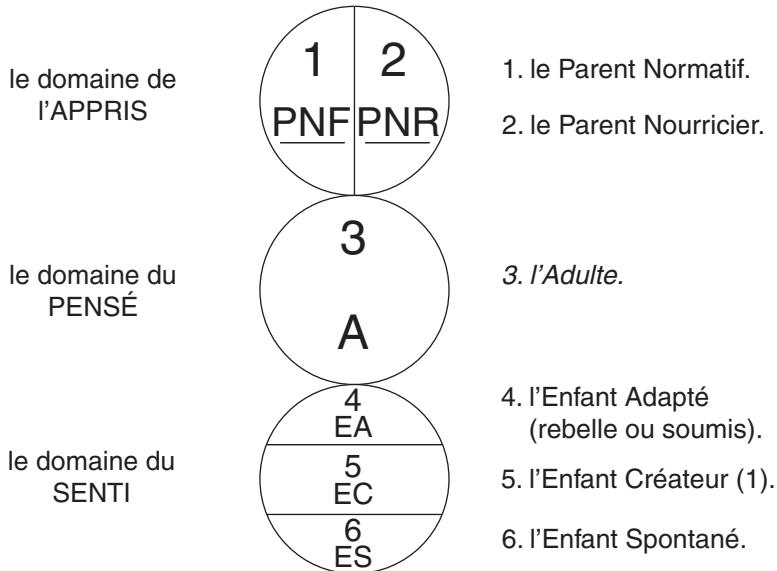 le domaine de
l'APPRIS
1
2
PNF
PNR
1. le Parent Normatif.
2. le Parent Nourricier.
le domaine du
PENSÉ
3
A
3. l'Adulte.
le domaine du
SENTI
4
EA
5
EC
6
ES
4. l'Enfant Adapté
(rebelle ou soumis).
5. l'Enfant Créateur (1).
6. l'Enfant Spontané.